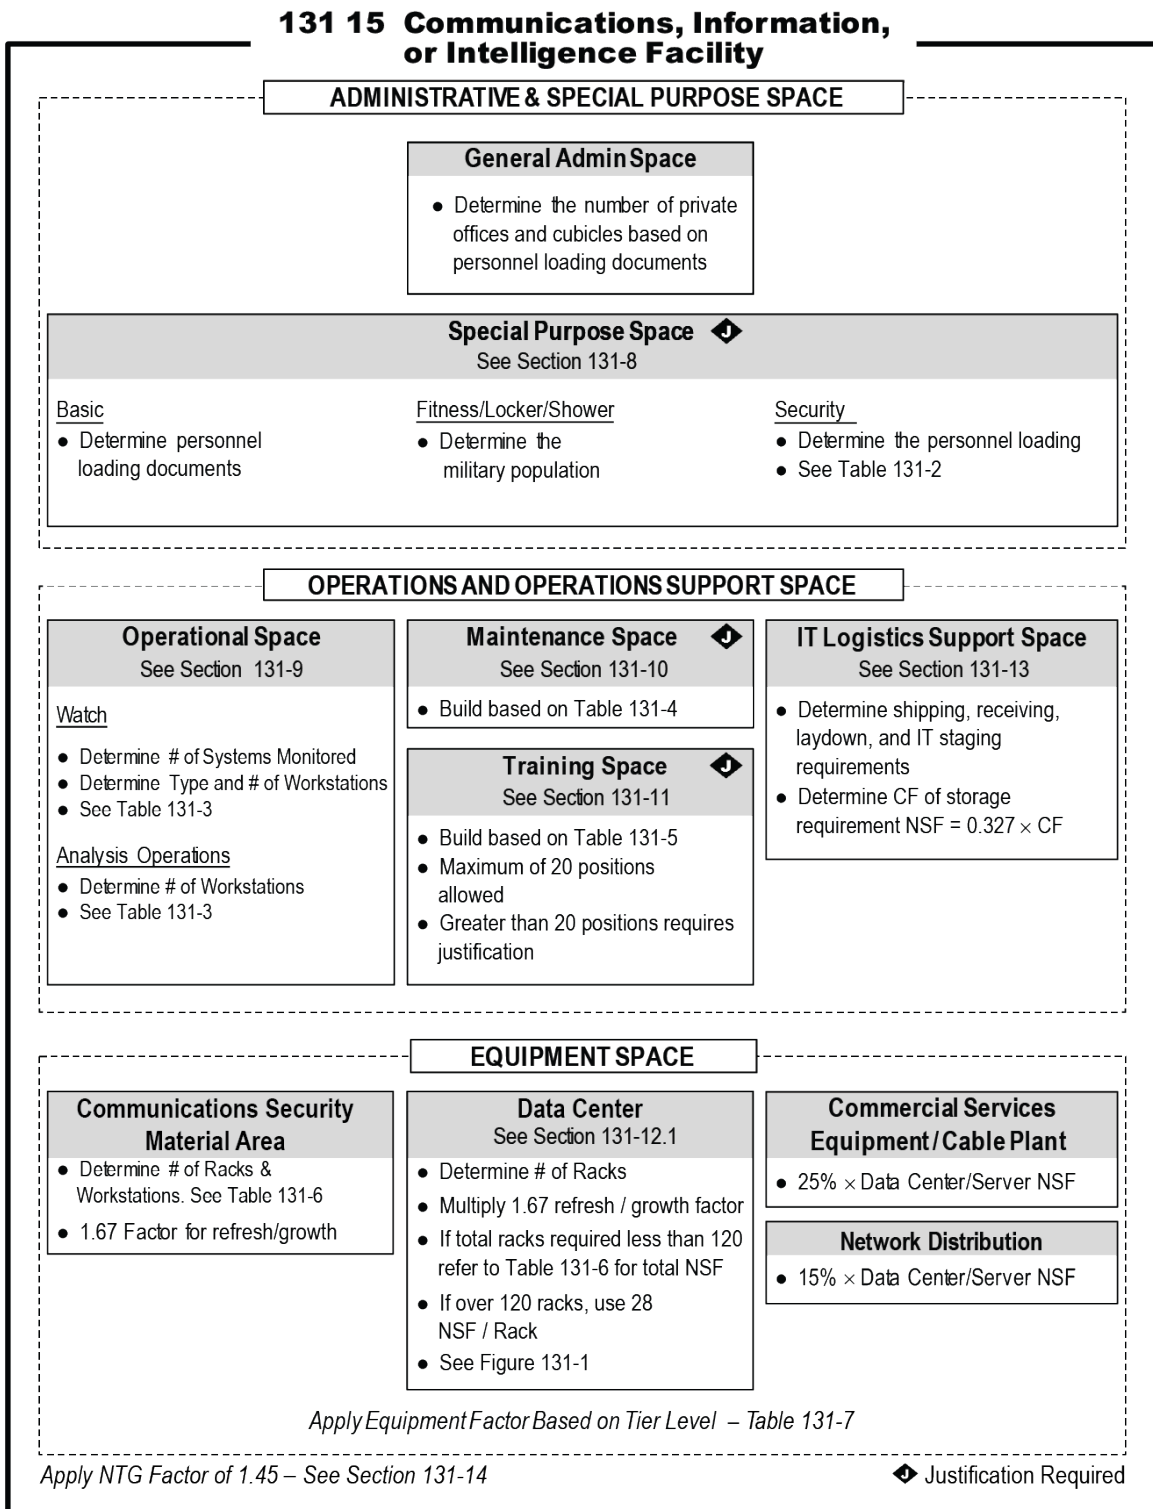 131 15 Communications, Information,
or Intelligence Facility
ADMINISTRATIVE & SPECIAL PURPOSE SPACE
General Admin Space
● Determine the number of private
offices and cubicles based on
personnel loading documents
Special Purpose Space J
See Section 131-8
Basic
● Determine personnel
loading documents
Fitness/Locker/Shower
● Determine the
military population
Security
● Determine the personnel loading
● See Table 131-2
OPERATIONS AND OPERATIONS SUPPORT SPACE
Operational Space
See Section 131-9
Watch
● Determine # of Systems Monitored
● Determine Type and # of Workstations
● See Table 131-3
Analysis Operations
● Determine # of Workstations
● See Table 131-3
Maintenance Space J
See Section 131-10
● Build based on Table 131-4
Training Space J
See Section 131-11
● Build based on Table 131-5
● Maximum of 20 positions
allowed
● Greater than 20 positions requires
justification
IT Logistics Support Space
See Section 131-13
● Determine shipping, receiving,
laydown, and IT staging
requirements
● Determine CF of storage
requirement NSF = 0.327 × CF
EQUIPMENT SPACE
Communications Security
Material Area
● Determine # of Racks &
Workstations. See Table 131-6
● 1.67 Factor for refresh/growth
Data Center
See Section 131-12.1
● Determine # of Racks
● Multiply 1.67 refresh / growth factor
● If total racks required less than 120
refer to Table 131-6 for total NSF
● If over 120 racks, use 28
NSF / Rack
● See Figure 131-1
Commercial Services
Equipment / Cable Plant
● 25% × Data Center/Server NSF
Network Distribution
● 15% × Data Center/Server NSF
Apply Equipment Factor Based on Tier Level – Table 131-7
Apply NTG Factor of 1.45 – See Section 131-14
J Justification Required